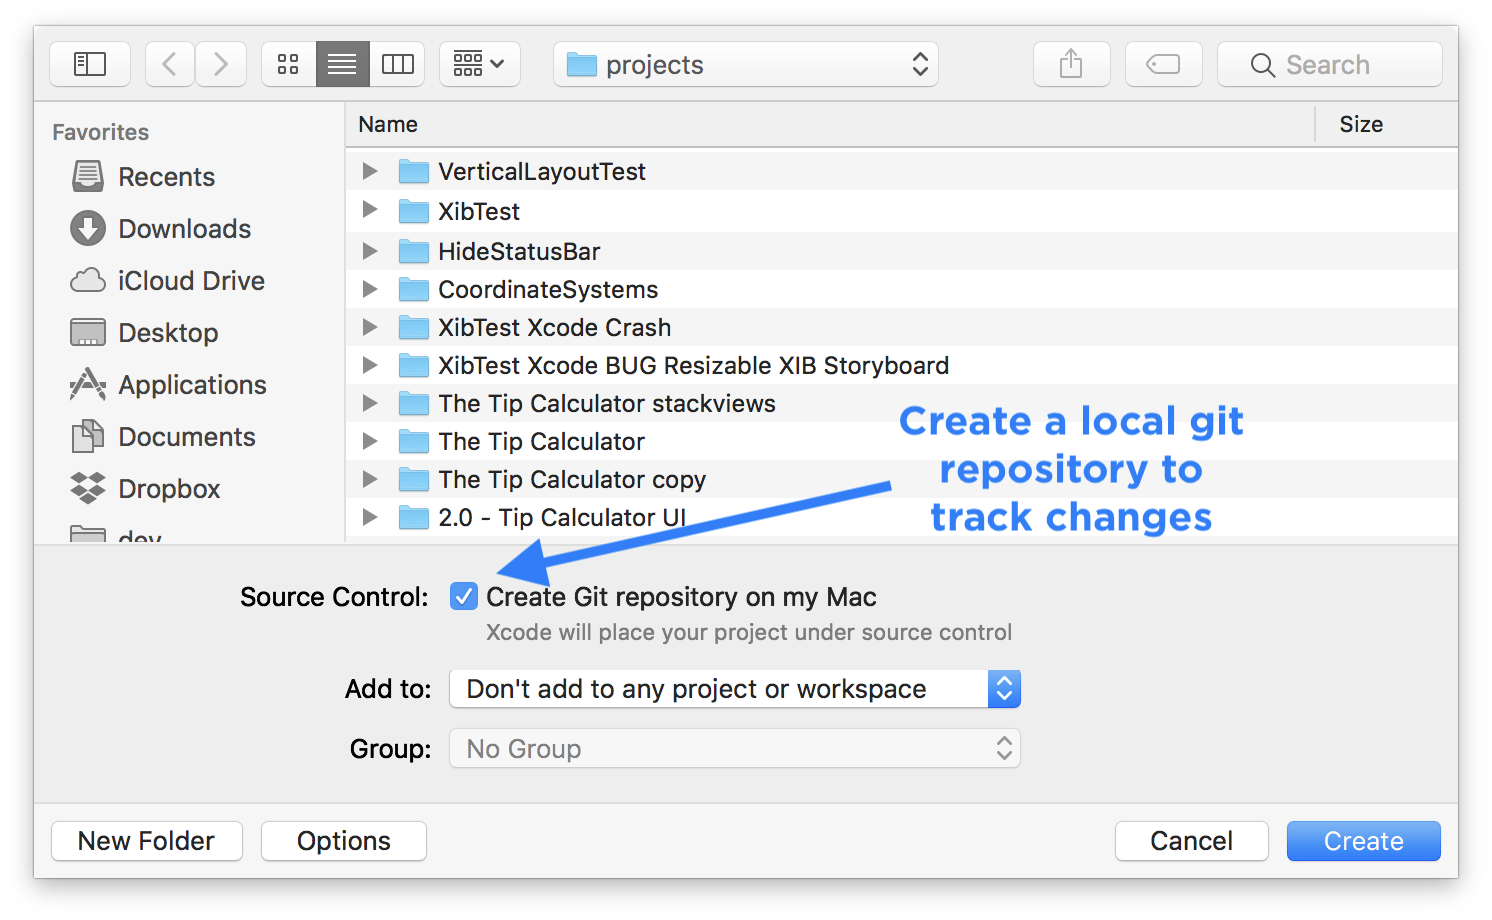 projects
Search
Favorites
Recents
Downloads
iCloud Drive
Desktop
Applications
Documents
Dropbox
dev
Name
Size
VerticalLayoutTest
XibTest
HideStatusBar
CoordinateSystems
XibTest Xcode Crash
XibTest Xcode BUG Resizable XIB Storyboard
The Tip Calculator stackviews
The Tip Calculator
The Tip Calculator copy
2.0 - Tip Calculator UI
Create a local git
repository to
track changes
Source Control: Create Git repository on my Mac
Xcode will place your project under source control
Add to: Don't add to any project or workspace
Group: No Group
New Folder
Options
Cancel
Create